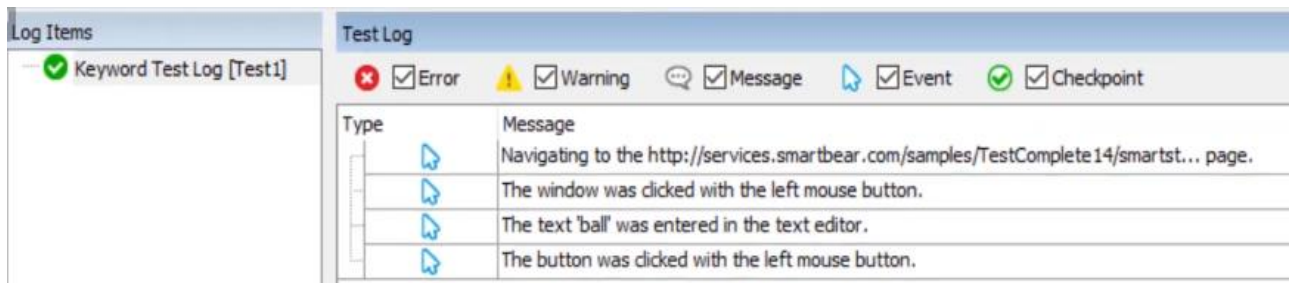 Log Items
Keyword Test Log [Test1]
Test Log
Error Warning Message Event Checkpoint
Type Message
Navigating to the http://services.smartbear.com/samples/TestComplete14/smartst... page.
The window was clicked with the left mouse button.
The text 'ball' was entered in the text editor.
The button was clicked with the left mouse button.